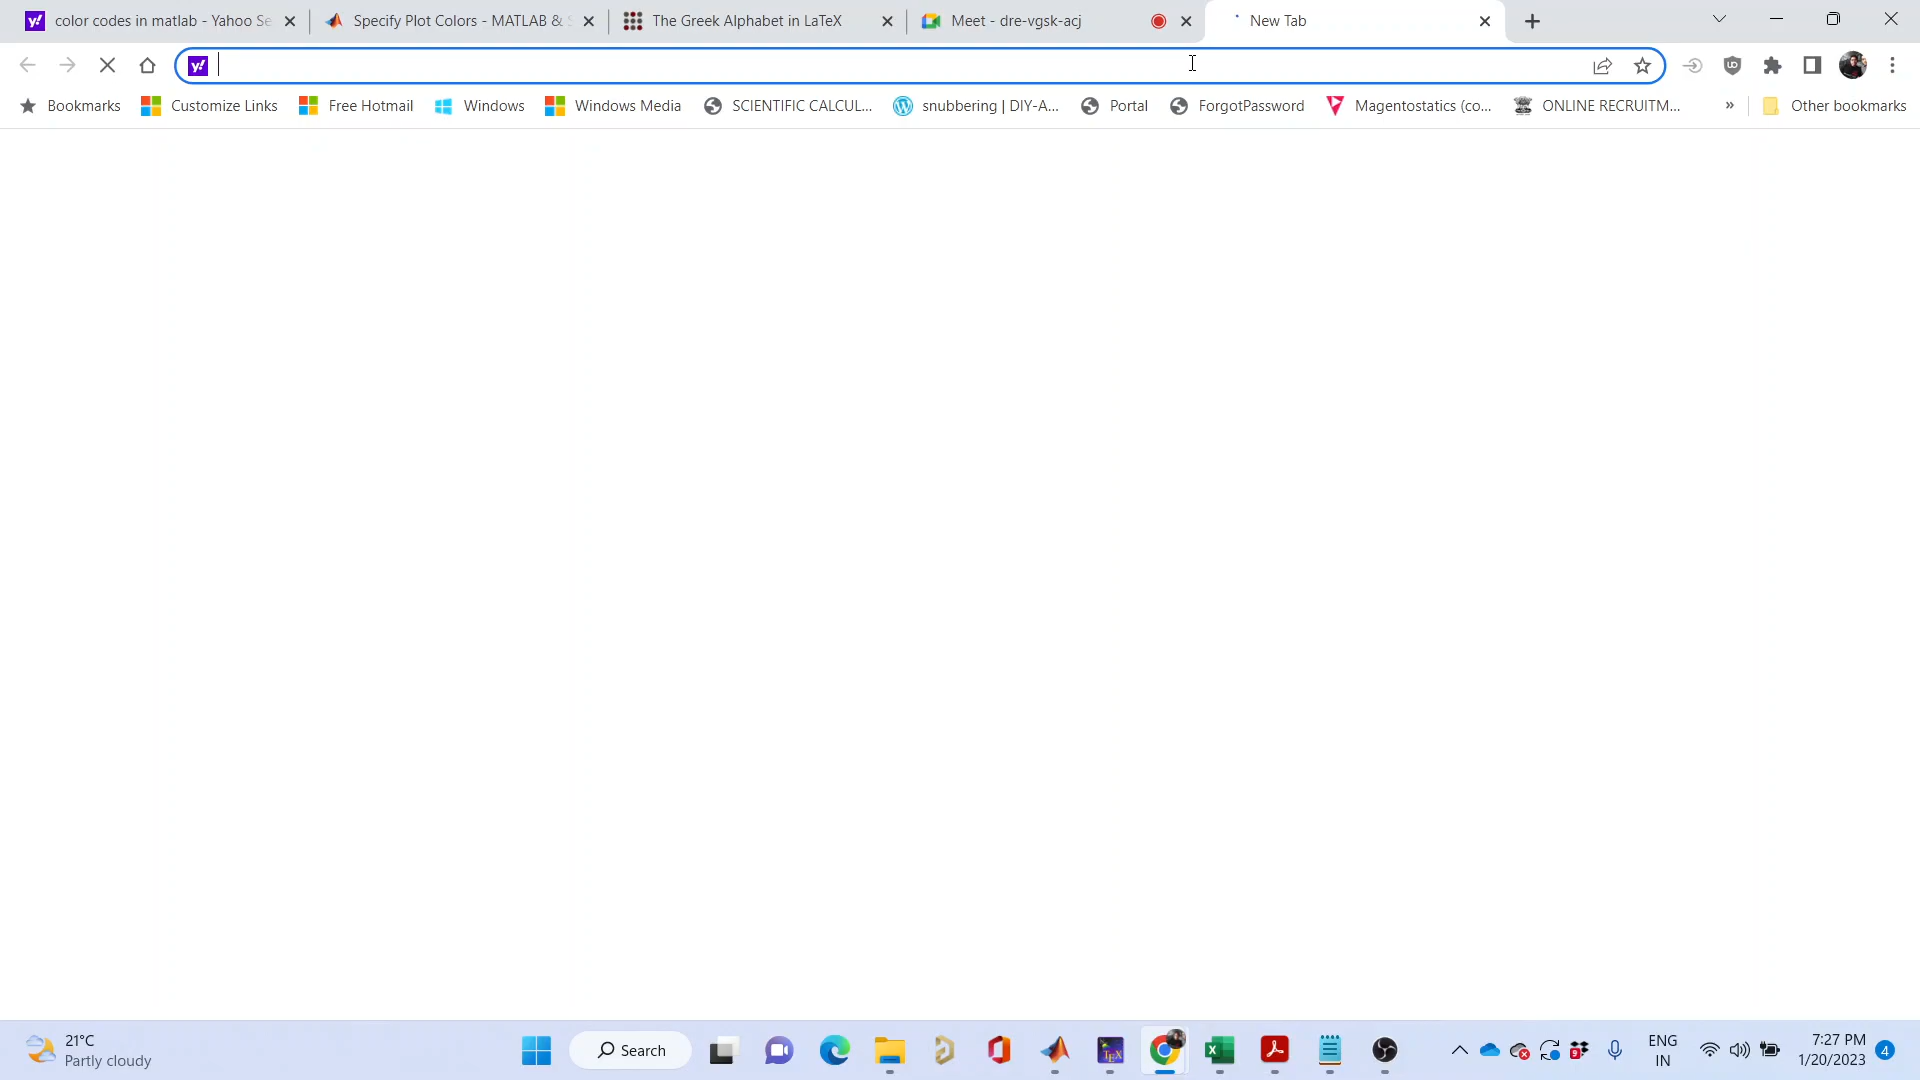 color codes in matlab - Yahoo Se
Specify Plot Colors - MATLAB & S
The Greek Alphabet in LaTeX
Meet - dre-vgsk-acj
New Tab
y!
Bookmarks
Customize Links
Free Hotmail
Windows
Windows Media
SCIENTIFIC CALCUL...
snubbering | DIY-A...
Portal
ForgotPassword
Magentostatics (co...
ONLINE RECRUITM...
»
Other bookmarks
21°C
Partly cloudy
Search
ENG
IN
7:27 PM
1/20/2023
4